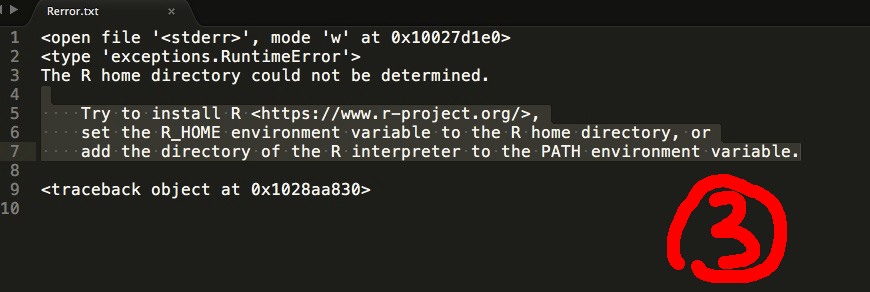 Rerror.txt ×
1 <open file '<stderr>', mode 'w' at 0x10027d1e0>
2 <type 'exceptions.RuntimeError'>
3 The R home directory could not be determined.
4
5     Try to install R <https://www.r-project.org/>,
6     set the R_HOME environment variable to the R home directory, or
7     add the directory of the R interpreter to the PATH environment variable.
8
9 <traceback object at 0x1028aa830>
10
3